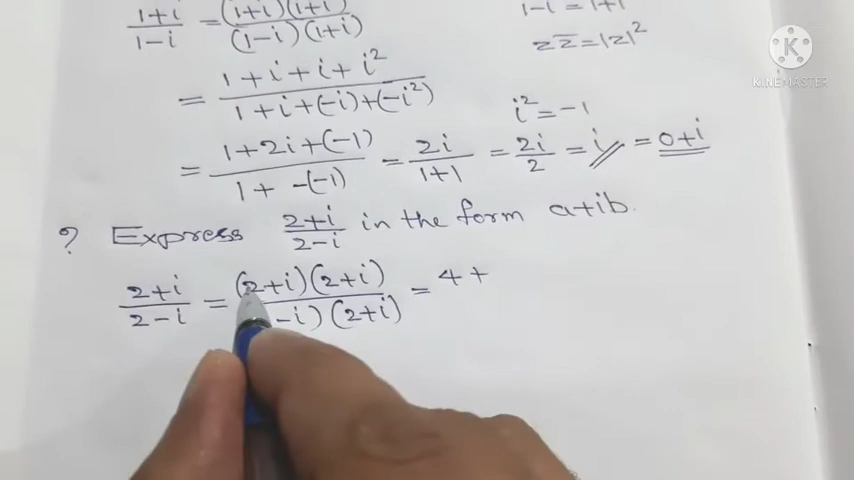 (1+i)(1+i) 1-i = 1+i
1+i/1-i = (1+i)(1+i)/(1-i)(1+i)
zz̄ = |z|²
= 1+i+i+i²/1+i+(-i)+(-i²)
i² = -1
= 1+2i+(-1)/1+-(-1) = 2i/1+1 = 2i/2 = i = 0+i
? Express 2+i/2-i in the form a+ib.
2+i/2-i = (2+i)(2+i)/-i)(2+i) = 4+
K
KINEMASTER